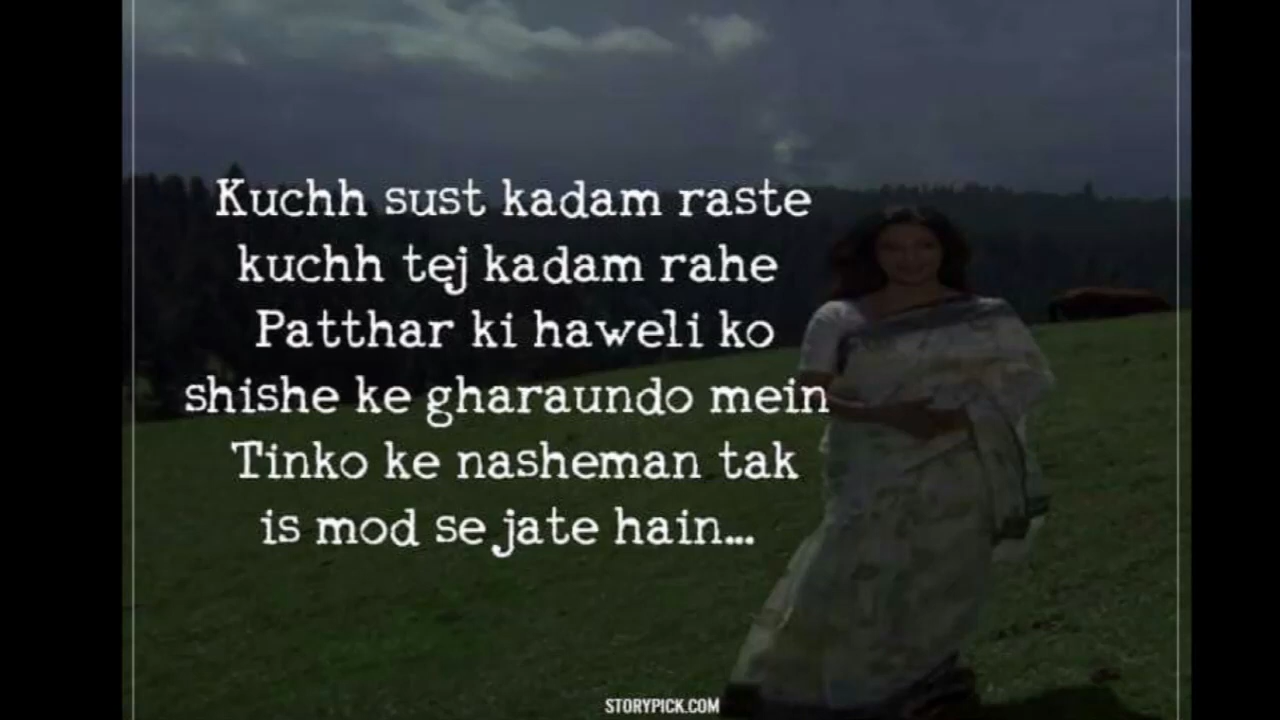 Kuchh sust kadam raste
kuchh tej kadam rahe
Patthar ki haweli ko
shishe ke gharaundo mein
Tinko ke nasheman tak
is mod se jate hain...
STORYPICK.COM